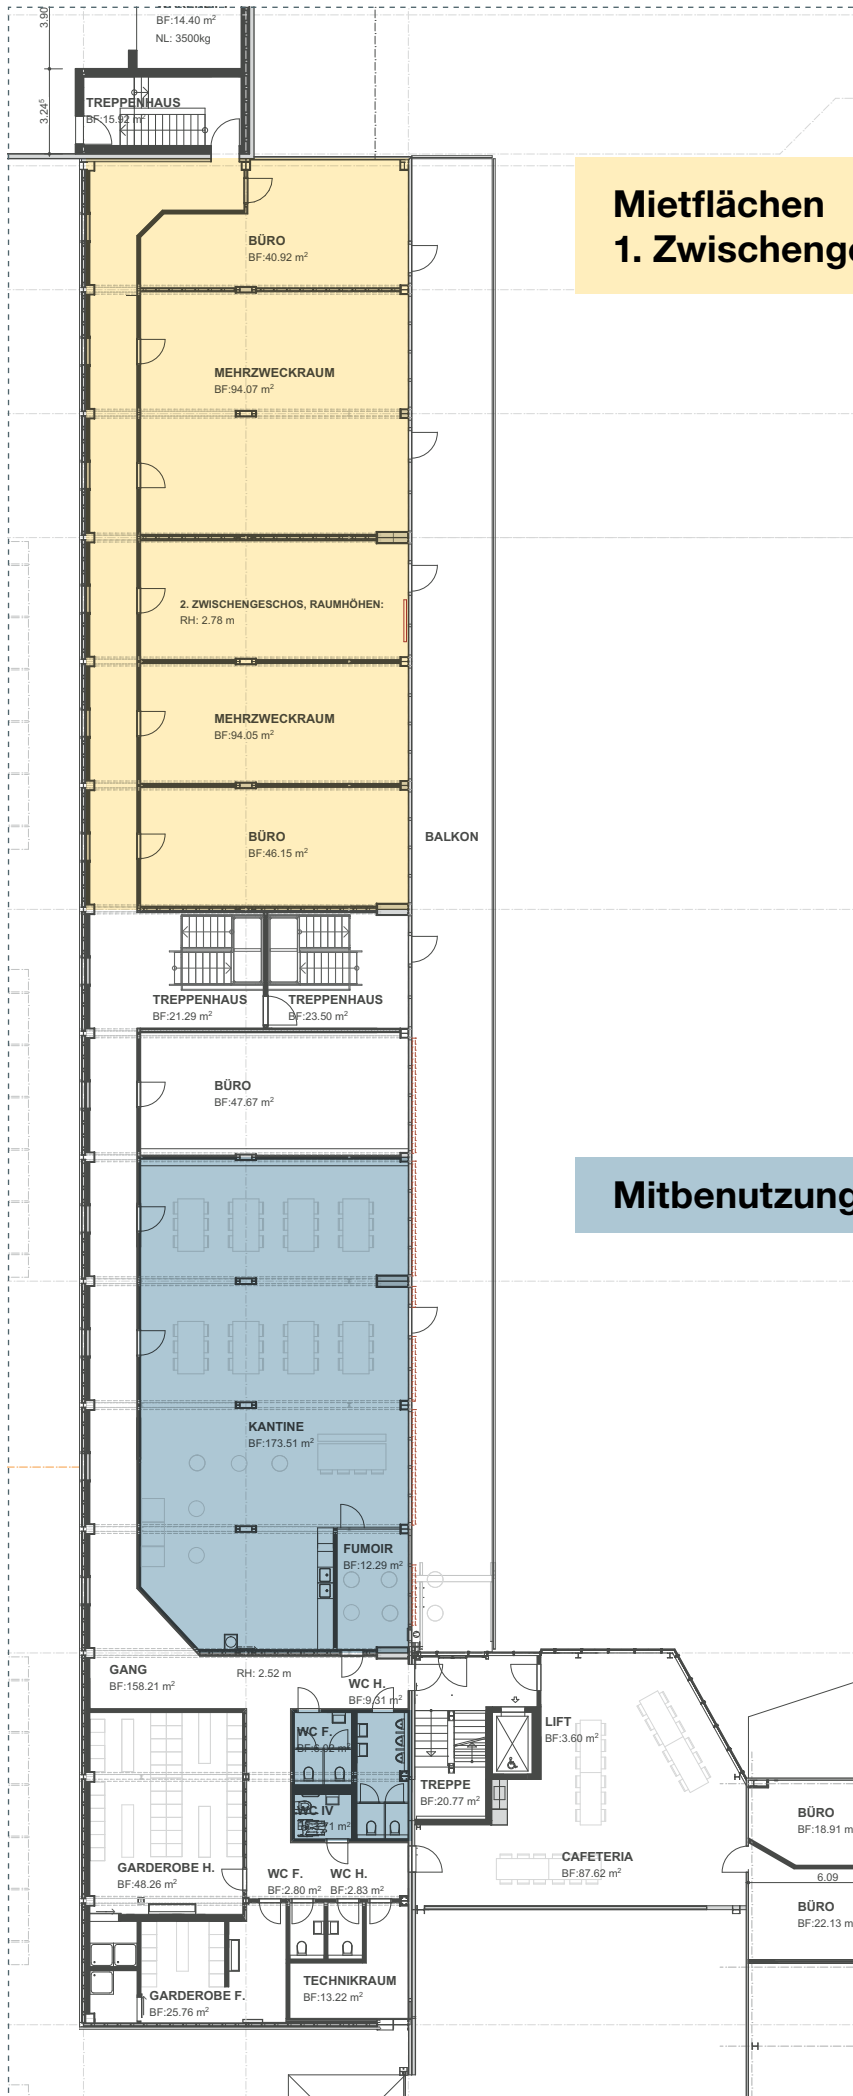 BF:14.40 m²
NL: 3500kg
3.90
3.24⁵
TREPPENHAUS
BF:15.92 m²
Mietflächen
1. Zwischenge
BÜRO
BF:40.92 m²
MEHRZWECKRAUM
BF:94.07 m²
2. ZWISCHENGESCHOS, RAUMHÖHEN:
RH: 2.78 m
MEHRZWECKRAUM
BF:94.05 m²
BÜRO
BF:46.15 m²
BALKON
TREPPENHAUS
BF:21.29 m²
TREPPENHAUS
BF:23.50 m²
BÜRO
BF:47.67 m²
Mitbenutzung
KANTINE
BF:173.51 m²
FUMOIR
BF:12.29 m²
GANG
BF:158.21 m²
RH: 2.52 m
WC H.
BF:9.31 m²
WC F.
LIFT
BF:3.60 m²
TREPPE
BF:20.77 m²
WC IV
BÜRO
BF:18.91 m
CAFETERIA
BF:87.62 m²
GARDEROBE H.
BF:48.26 m²
WC F.
BF:2.80 m²
WC H.
BF:2.83 m²
6.09
BÜRO
BF:22.13 m
TECHNIKRAUM
BF:13.22 m²
GARDEROBE F.
BF:25.76 m²